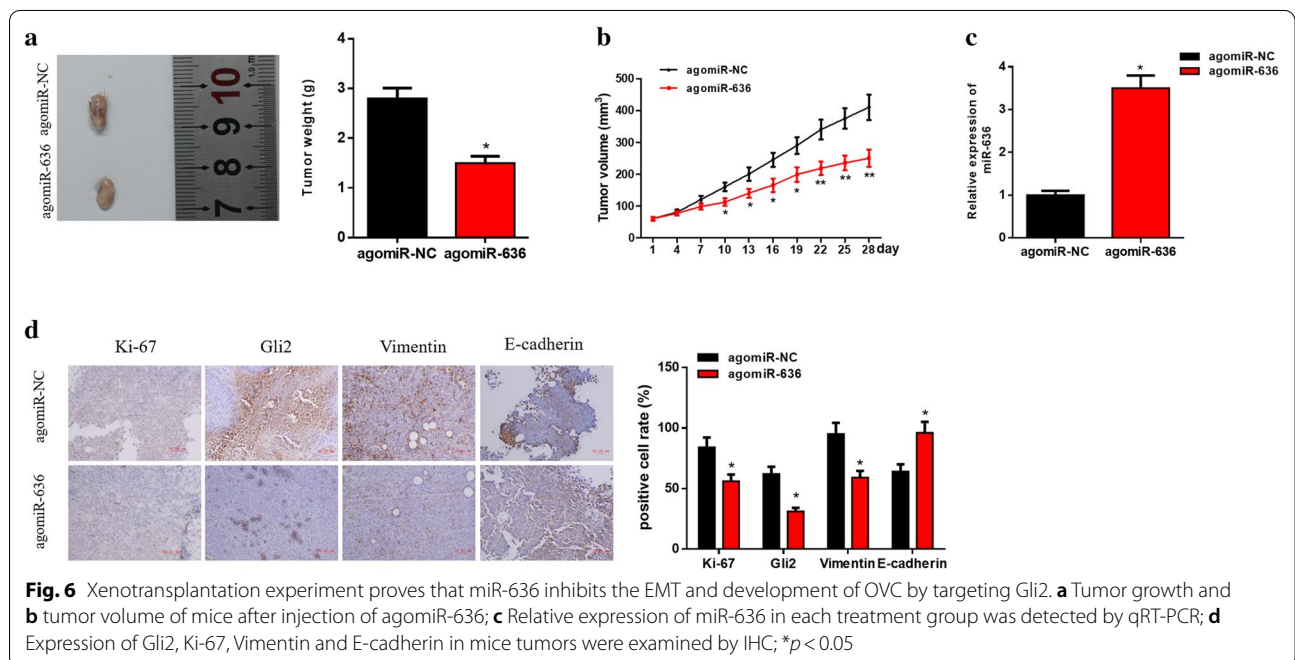 a
agomiR-NC
agomiR-636
10
9
8
7
1.0 m
Tumor weight (g)
4
3
2
1
0
*
agomiR-NC agomiR-636
b
agomiR-NC
agomiR-636
Tumor volume (mm³)
500
400
300
200
100
0
* * * * ** ** **
1 4 7 10 13 16 19 22 25 28 day
c
agomiR-NC
agomiR-636
Relative expression of
miR-636
4
3
2
1
0
*
agomiR-NC agomiR-636
d
Ki-67 Gli2 Vimentin E-cadherin
agomiR-NC
agomiR-636
agomiR-NC
agomiR-636
positive cell rate (%)
150
100
50
0
* * * *
Ki-67 Gli2 Vimentin E-cadherin
Fig. 6 Xenotransplantation experiment proves that miR-636 inhibits the EMT and development of OVC by targeting Gli2. a Tumor growth and
b tumor volume of mice after injection of agomiR-636; c Relative expression of miR-636 in each treatment group was detected by qRT-PCR; d
Expression of Gli2, Ki-67, Vimentin and E-cadherin in mice tumors were examined by IHC; *p < 0.05